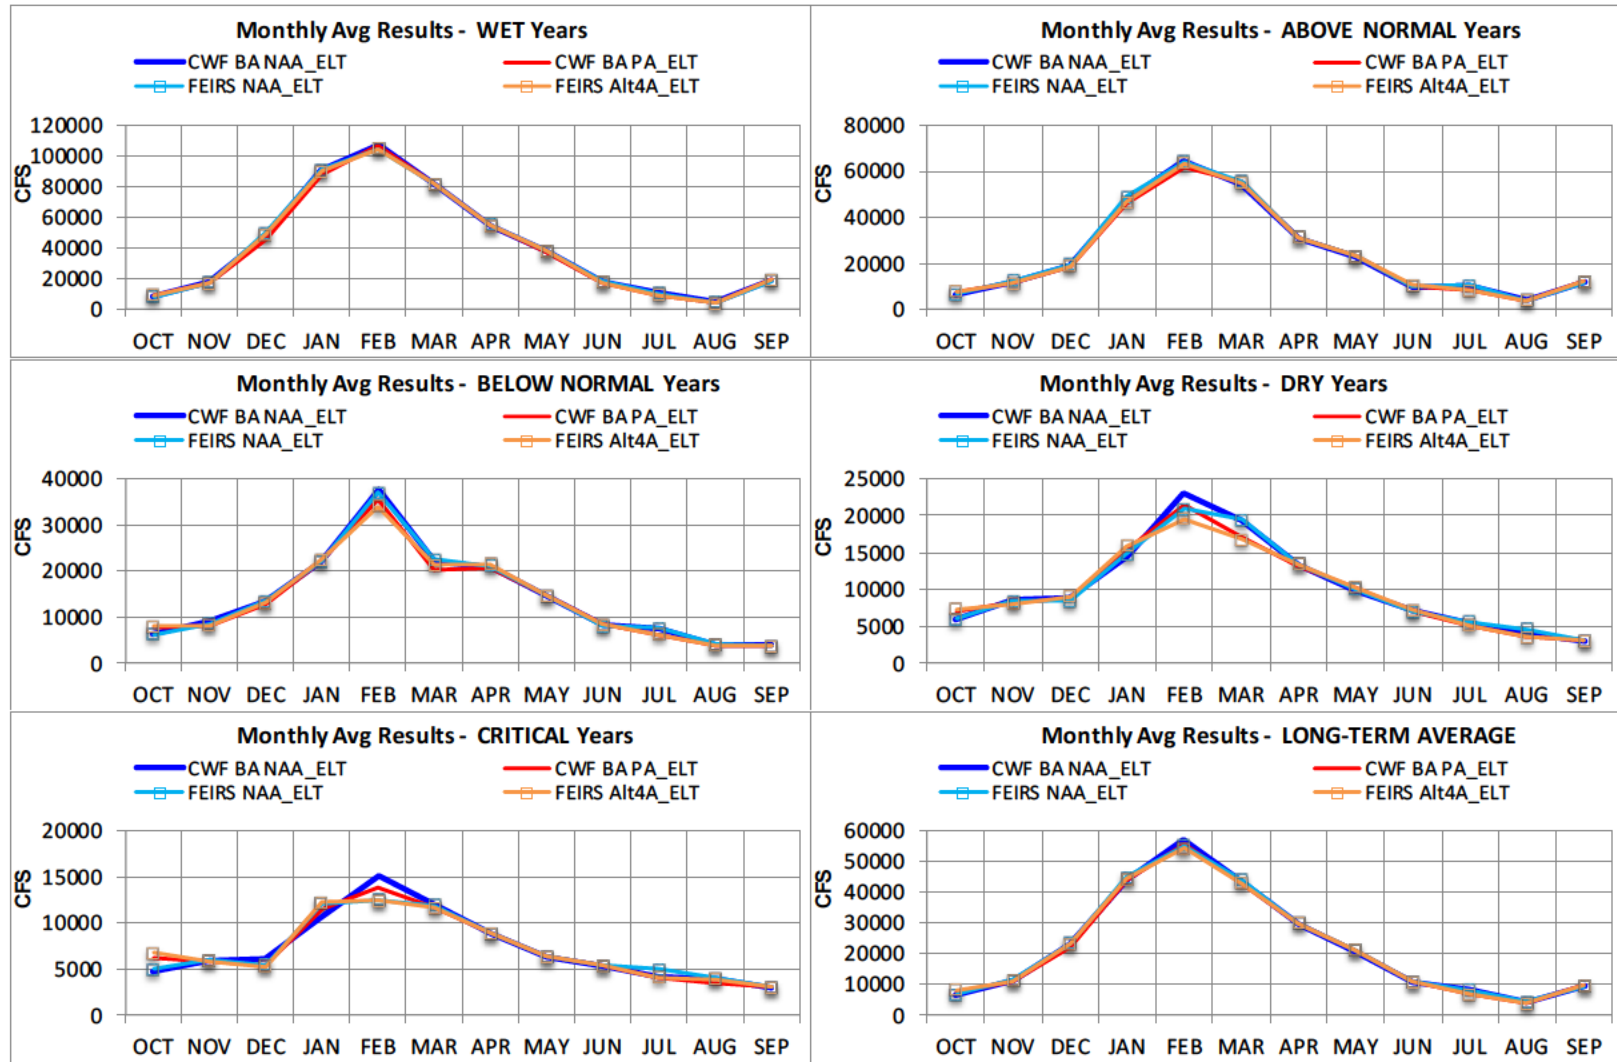 Monthly Avg Results - WET Years
CWF BA NAA_ELT CWF BA PA_ELT
FEIRS NAA_ELT FEIRS Alt4A_ELT
120000
100000
80000
60000
40000
20000
0
CFS
OCT NOV DEC JAN FEB MAR APR MAY JUN JUL AUG SEP
Monthly Avg Results - ABOVE NORMAL Years
CWF BA NAA_ELT CWF BA PA_ELT
FEIRS NAA_ELT FEIRS Alt4A_ELT
80000
60000
40000
20000
0
CFS
OCT NOV DEC JAN FEB MAR APR MAY JUN JUL AUG SEP
Monthly Avg Results - BELOW NORMAL Years
CWF BA NAA_ELT CWF BA PA_ELT
FEIRS NAA_ELT FEIRS Alt4A_ELT
40000
30000
20000
10000
0
CFS
OCT NOV DEC JAN FEB MAR APR MAY JUN JUL AUG SEP
Monthly Avg Results - DRY Years
CWF BA NAA_ELT CWF BA PA_ELT
FEIRS NAA_ELT FEIRS Alt4A_ELT
25000
20000
15000
10000
5000
0
CFS
OCT NOV DEC JAN FEB MAR APR MAY JUN JUL AUG SEP
Monthly Avg Results - CRITICAL Years
CWF BA NAA_ELT CWF BA PA_ELT
FEIRS NAA_ELT FEIRS Alt4A_ELT
20000
15000
10000
5000
0
CFS
OCT NOV DEC JAN FEB MAR APR MAY JUN JUL AUG SEP
Monthly Avg Results - LONG-TERM AVERAGE
CWF BA NAA_ELT CWF BA PA_ELT
FEIRS NAA_ELT FEIRS Alt4A_ELT
60000
50000
40000
30000
20000
10000
0
CFS
OCT NOV DEC JAN FEB MAR APR MAY JUN JUL AUG SEP